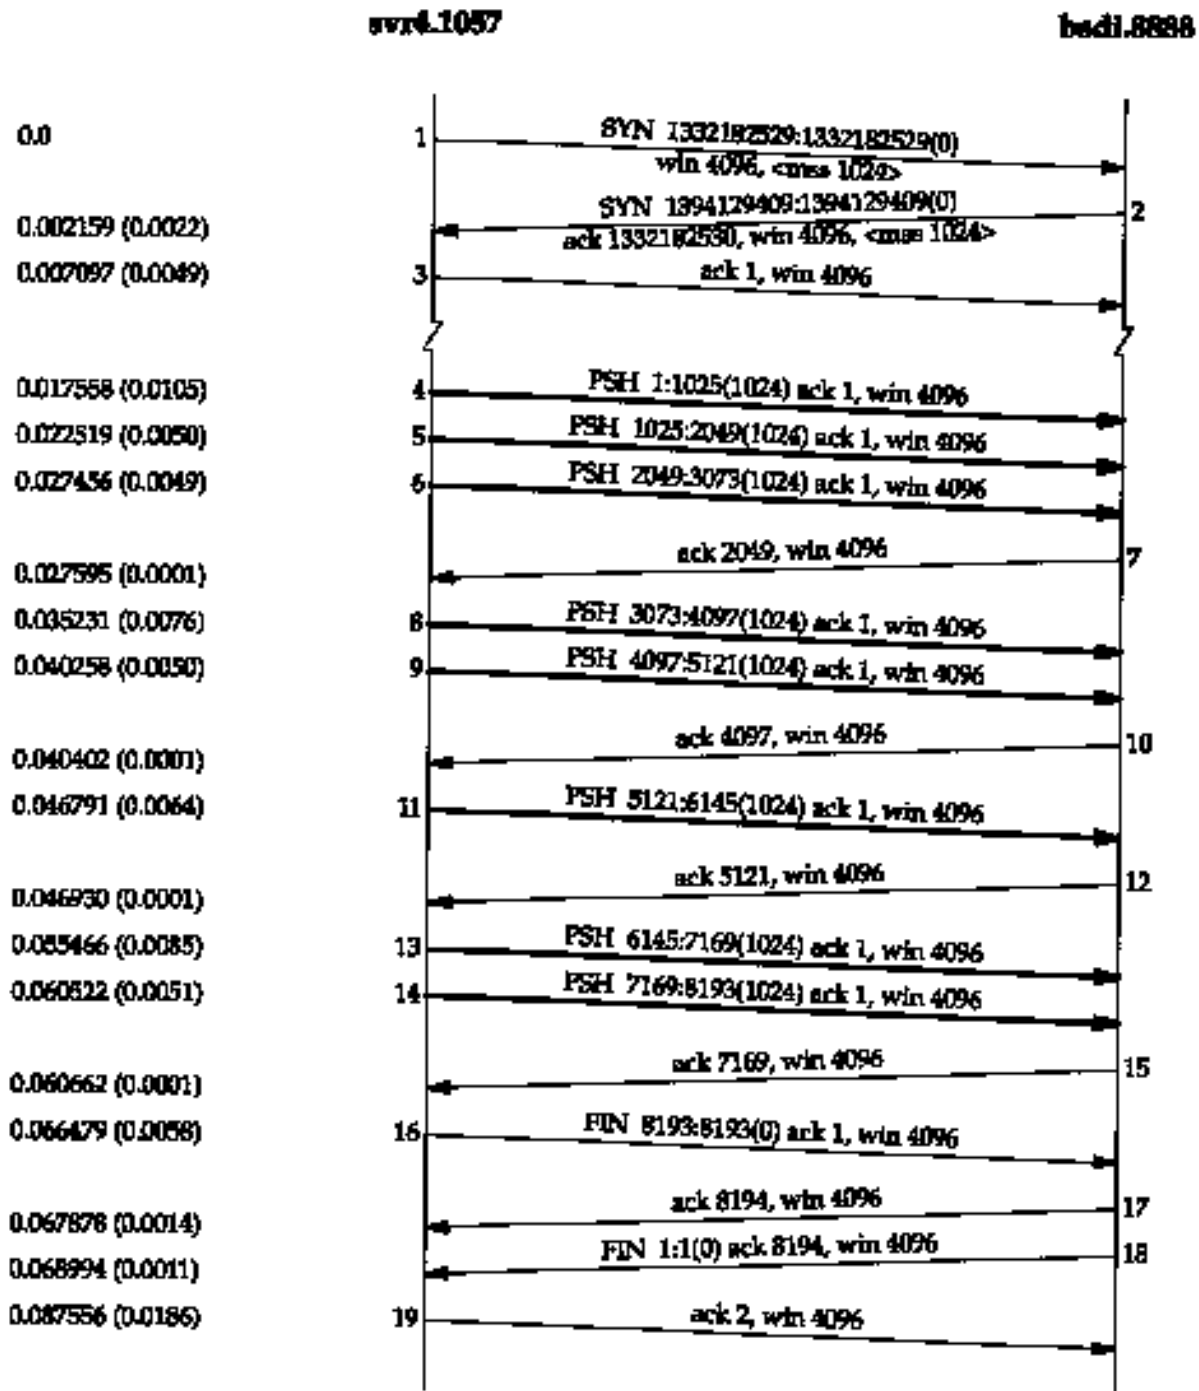 svr4.1057 bsdi.8888
0.0 1 SYN 1332182529:1332182529(0)
win 4096, <mss 1024>
SYN 1394129409:1394129409(0) 2
0.002159 (0.0022) ack 1332182530, win 4096, <mss 1024>
0.007097 (0.0049) 3 ack 1, win 4096
0.017558 (0.0105) 4 PSH 1:1025(1024) ack 1, win 4096
0.022519 (0.0050) 5 PSH 1025:2049(1024) ack 1, win 4096
0.027456 (0.0049) 6 PSH 2049:3073(1024) ack 1, win 4096
ack 2049, win 4096 7
0.027595 (0.0001)
0.035231 (0.0076) 8 PSH 3073:4097(1024) ack 1, win 4096
0.040258 (0.0050) 9 PSH 4097:5121(1024) ack 1, win 4096
ack 4097, win 4096 10
0.040402 (0.0001)
0.046791 (0.0064) 11 PSH 5121:6145(1024) ack 1, win 4096
ack 5121, win 4096 12
0.046930 (0.0001)
0.055466 (0.0085) 13 PSH 6145:7169(1024) ack 1, win 4096
0.060522 (0.0051) 14 PSH 7169:8193(1024) ack 1, win 4096
ack 7169, win 4096 15
0.060662 (0.0001)
0.066479 (0.0058) 16 FIN 8193:8193(0) ack 1, win 4096
ack 8194, win 4096 17
0.067878 (0.0014)
FIN 1:1(0) ack 8194, win 4096 18
0.068994 (0.0011)
0.087556 (0.0186) 19 ack 2, win 4096